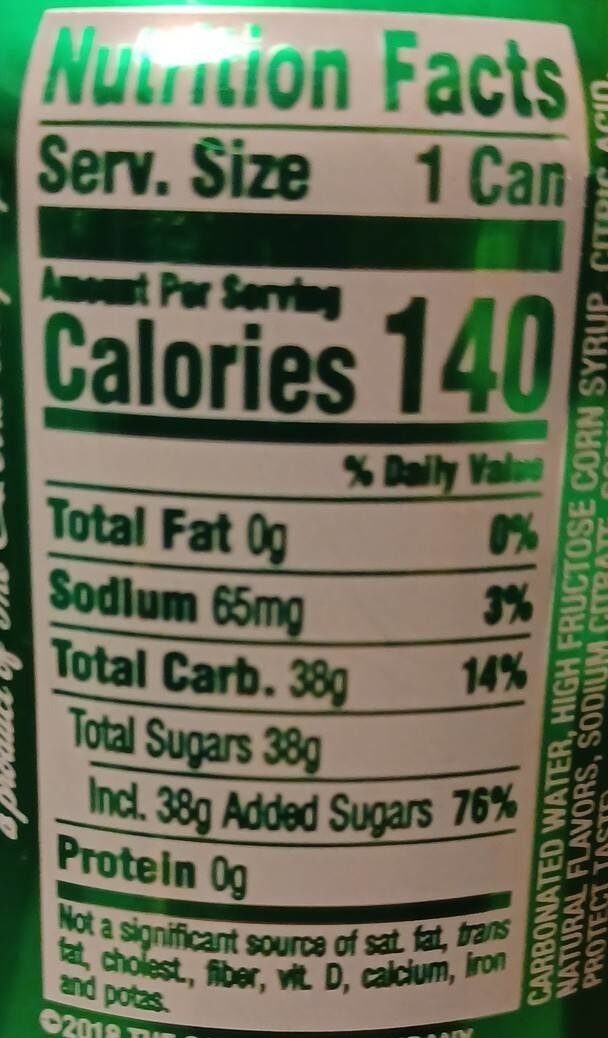 Nutrition Facts
Serv. Size 1 Can
Amount Per Serving
Calories 140
% Daily Value
Total Fat 0g 0%
Sodium 65mg 3%
Total Carb. 38g 14%
Total Sugars 38g
Incl. 38g Added Sugars 76%
Protein 0g
Not a significant source of sat. fat, trans
fat, cholest., fiber, vit. D, calcium, iron
and potas.
©2018 THE
CARBONATED WATER, HIGH FRUCTOSE CORN SYRUP, CITRIC ACID,
NATURAL FLAVORS, SODIUM CITRATE,
PROTECT TASTE)